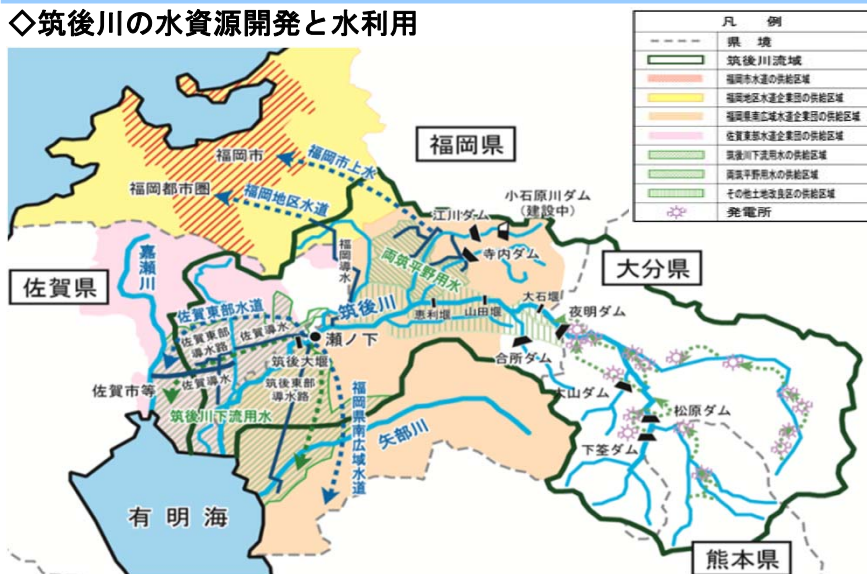 ◇筑後川の水資源開発と水利用
凡 例
県 境
筑後川流域
福岡市水道の供給区域
福岡地区水道企業団の供給区域
福岡県南広域水道企業団の供給区域
佐賀東部水道企業団の供給区域
筑後川下流用水の供給区域
両筑平野用水の供給区域
その他土地改良区の供給区域
発電所
福岡県
福岡市
福岡市上水
福岡都市圏
福岡地区水道
小石原川ダム
(建設中)
江川ダム
寺内ダム
福岡導水
両筑平野用水
大分県
佐賀県
嘉瀬川
佐賀東部水道
佐賀東部
導水路
佐賀導水
筑後川
恵利堰
山田堰
大石堰
夜明ダム
瀬ノ下
筑後大堰
合所ダム
佐賀市等
佐賀導水
筑後東部
導水路
大山ダム
松原ダム
筑後川下流用水
福岡県南広域水道
矢部川
下筌ダム
有明海
熊本県